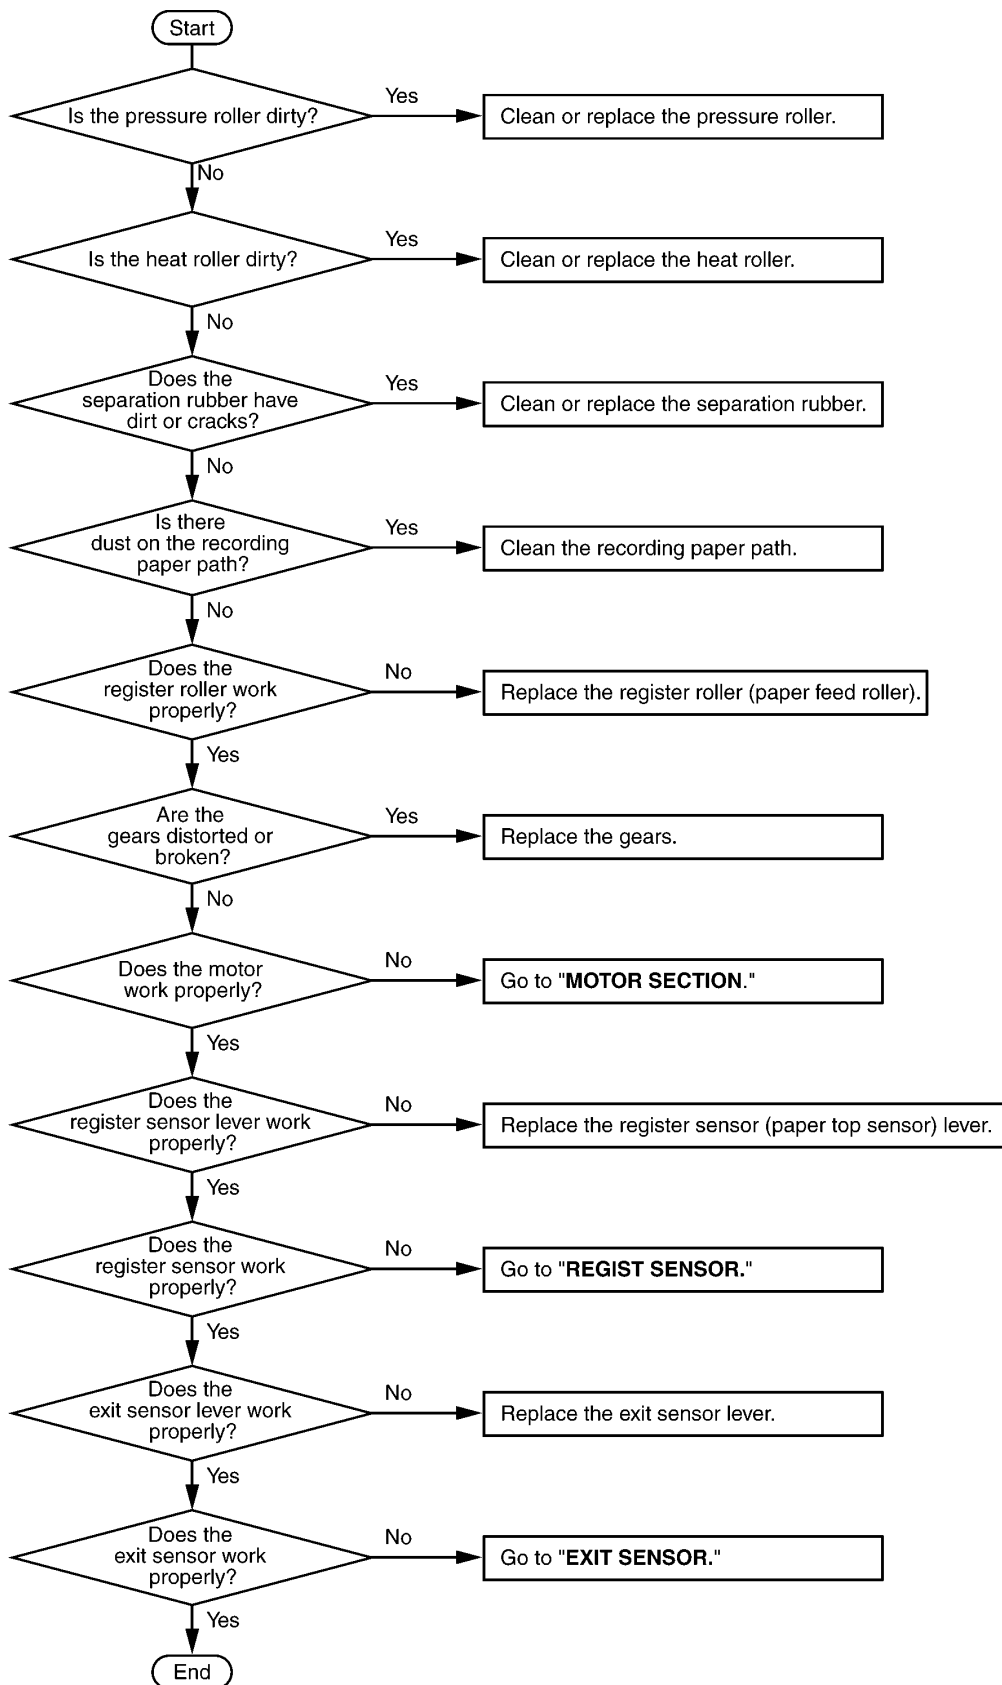 Start
Is the pressure roller dirty?
Yes
Clean or replace the pressure roller.
No
Is the heat roller dirty?
Yes
Clean or replace the heat roller.
No
Does the
separation rubber have
dirt or cracks?
Yes
Clean or replace the separation rubber.
No
Is there
dust on the recording
paper path?
Yes
Clean the recording paper path.
No
Does the
register roller work
properly?
No
Replace the register roller (paper feed roller).
Yes
Are the
gears distorted or
broken?
Yes
Replace the gears.
No
Does the motor
work properly?
No
Go to "MOTOR SECTION."
Yes
Does the
register sensor lever work
properly?
No
Replace the register sensor (paper top sensor) lever.
Yes
Does the
register sensor work
properly?
No
Go to "REGIST SENSOR."
Yes
Does the
exit sensor lever work
properly?
No
Replace the exit sensor lever.
Yes
Does the
exit sensor work
properly?
No
Go to "EXIT SENSOR."
Yes
End